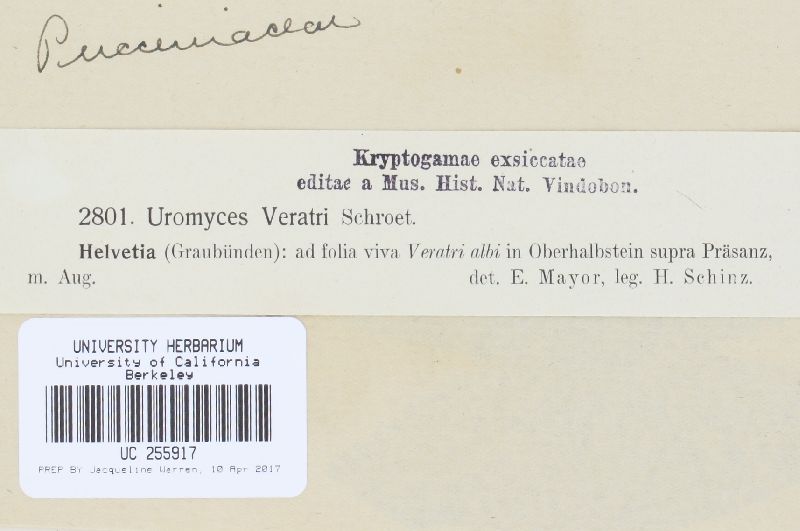 Pucciniaceae
Kryptogamae exsiccatae
editae a Mus. Hist. Nat. Vindobon.
2801. Uromyces Veratri Schroet.
Helvetia (Graubünden): ad folia viva Veratri albi in Oberhalbstein supra Präsanz,
m. Aug. det. E. Mayor, leg. H. Schinz.
UNIVERSITY HERBARIUM
University of California
Berkeley
UC 255917
PREP BY Jacqueline Warren, 10 Apr 2017